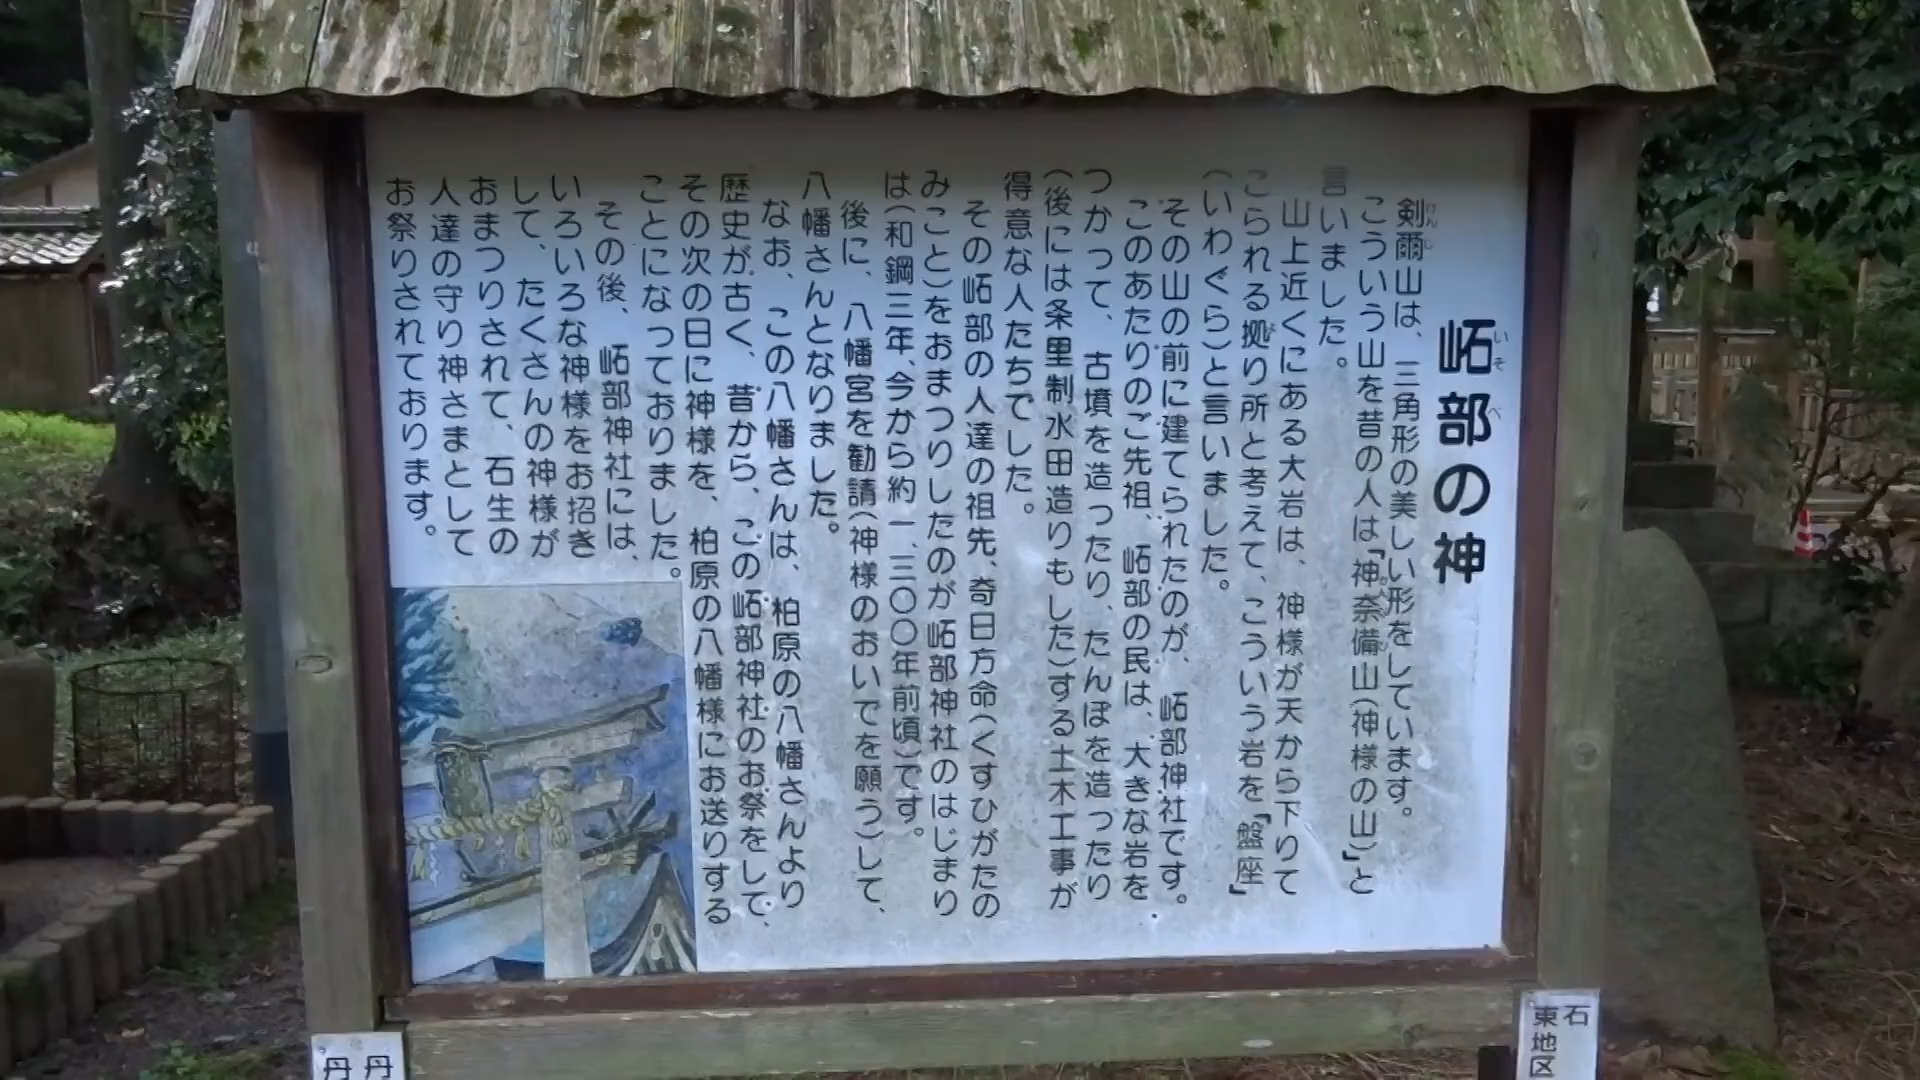 岾部の神
いそ べ
剣爾山は、三角形の美しい形をしています。
けんじ
こういう山を昔の人は「神奈備山(神様の山)」と
言いました。
山上近くにある大岩は、神様が天から下りて
こられる拠り所と考えて、こういう岩を「盤座」
(いわぐら)と言いました。
その山の前に建てられたのが、岾部神社です。
このあたりのご先祖、岾部の民は、大きな岩を
つかって、古墳を造ったり、たんぼを造ったり
(後には条里制水田造りもした)する土木工事が
得意な人たちでした。
その岾部の人達の祖先、奇日方命(くすひがたの
みこと)をおまつりしたのが岾部神社のはじまり
は(和銅三年、今から約一、三〇〇年前頃)です。
後に、八幡宮を勧請(神様のおいでを願う)して、
八幡さんとなりました。
なお、この八幡さんは、柏原の八幡さんより
歴史が古く、昔から、この岾部神社のお祭をして、
その次の日に神様を、柏原の八幡様にお送りする
ことになっておりました。
その後、岾部神社には、
いろいろな神様をお招き
して、たくさんの神様が
おまつりされて、石生の
人達の守り神さまとして
お祭りされております。
石
東地区
丹
丹